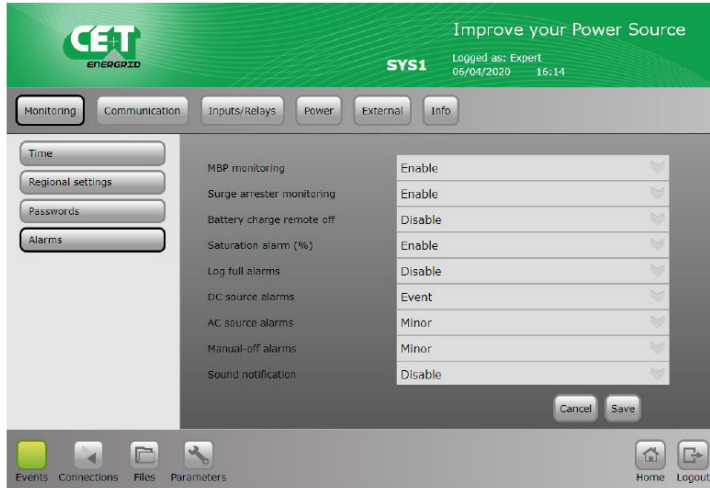 CE+T
ENERGRID
Improve your Power Source
SYS1
Logged as: Expert
06/04/2020 16:14
Monitoring Communication Inputs/Relays Power External Info
Time
Regional settings
Passwords
Alarms
MBP monitoring Enable
Surge arrester monitoring Enable
Battery charge remote off Disable
Saturation alarm (%) Enable
Log full alarms Disable
DC source alarms Event
AC source alarms Minor
Manual-off alarms Minor
Sound notification Disable
Cancel Save
Events Connections Files Parameters Home Logout